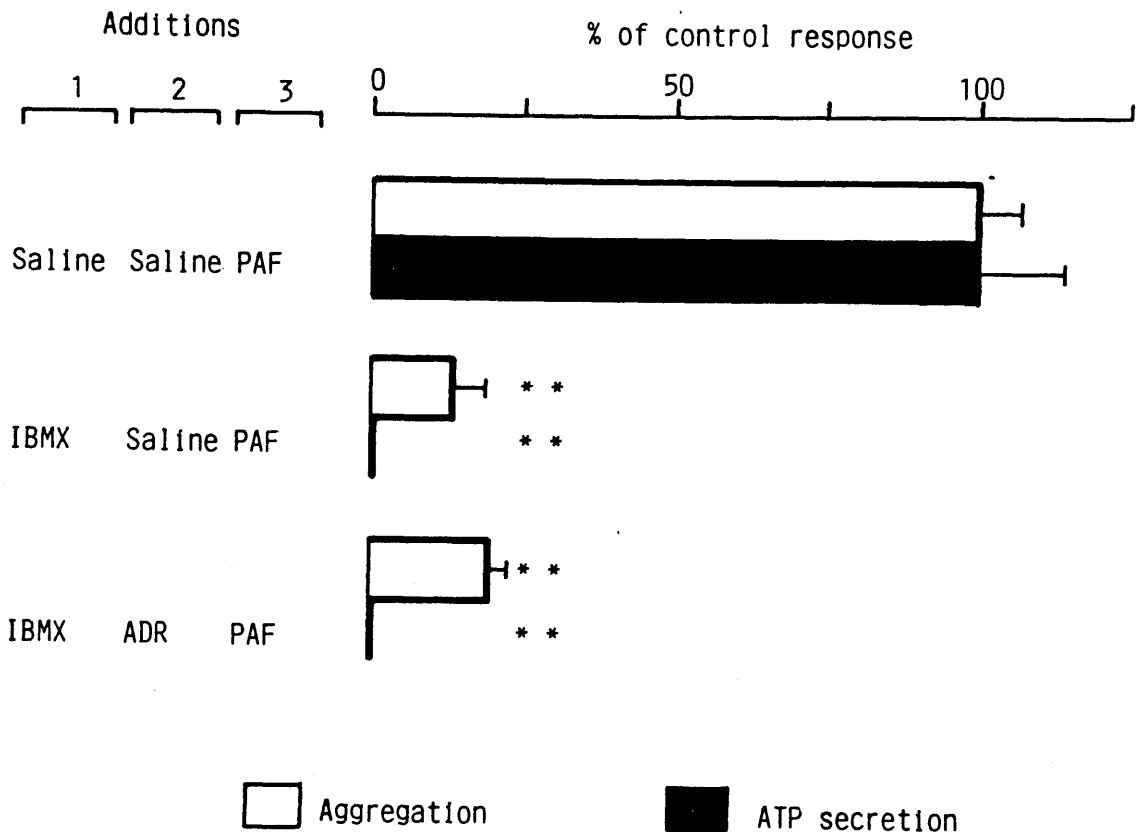 Additions
% of control response
1 2 3
0 50 100
Saline Saline PAF
* *
IBMX Saline PAF
* *
* *
IBMX ADR PAF
* *
Aggregation
ATP secretion